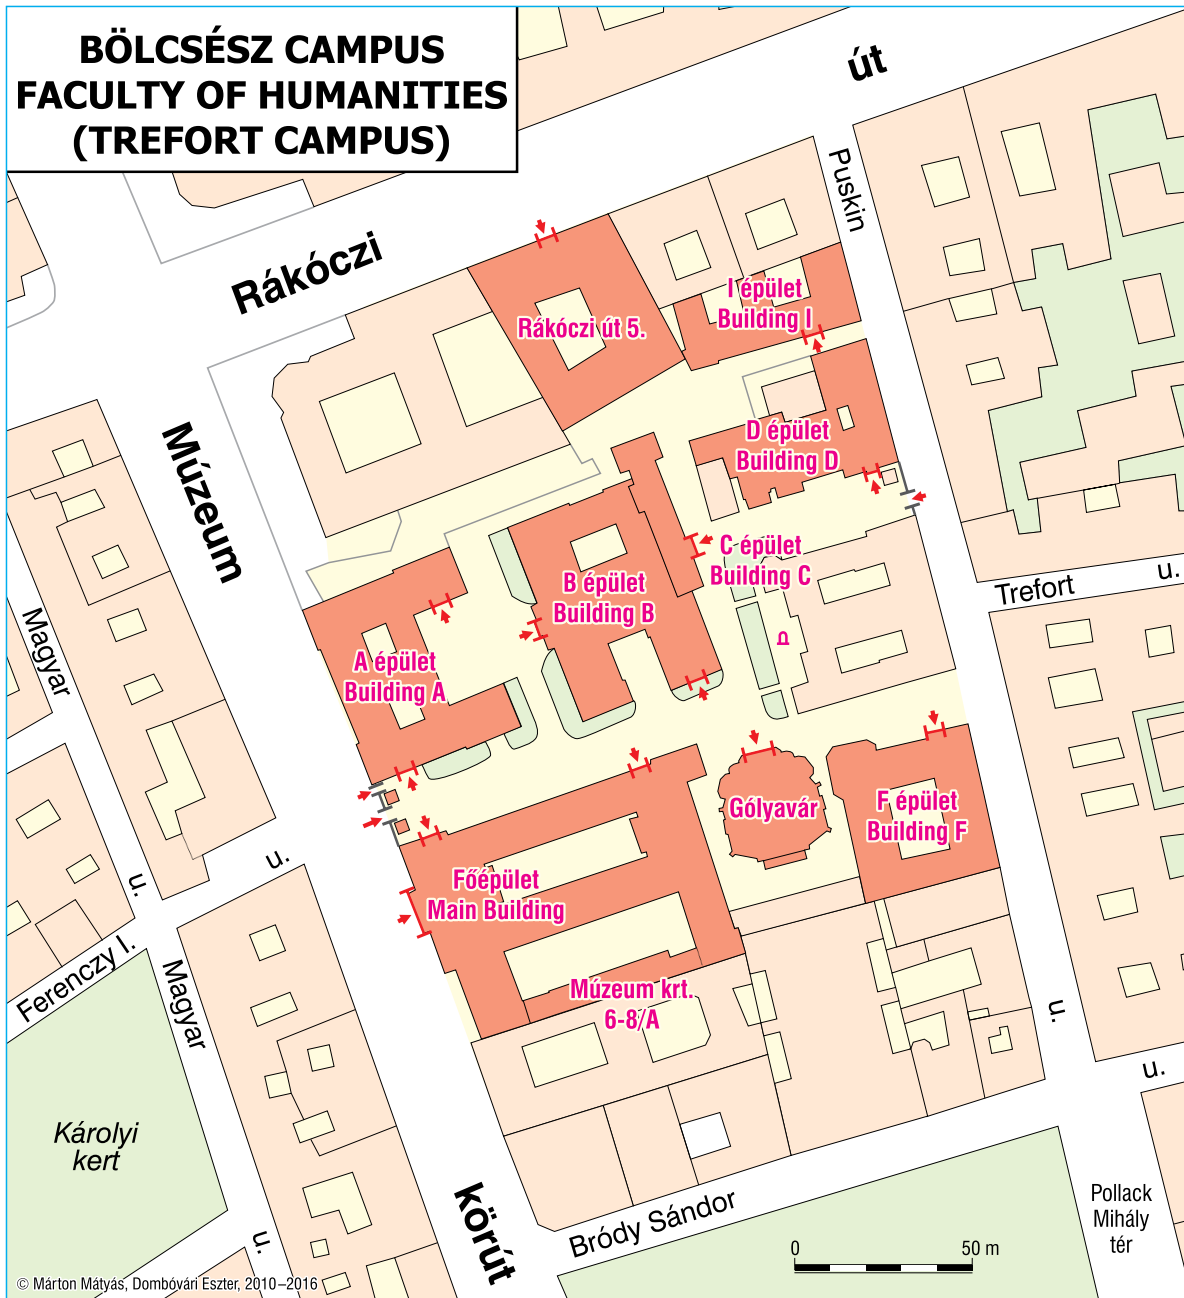 BÖLCSÉSZ CAMPUS
FACULTY OF HUMANITIES
(TREFORT CAMPUS)
út
Rákóczi
Puskin
I épület
Building I
Rákóczi út 5.
D épület
Building D
Múzeum
C épület
Building C
B épület
Building B
Trefort
u.
Magyar
A épület
Building A
P
Gólyavár
F épület
Building F
u.
u.
Főépület
Main Building
Ferenczy I.
Magyar
Múzeum krt.
6-8/A
u.
u.
Károlyi
kert
körút
Bródy Sándor
Pollack
Mihály
tér
u.
0
50 m
© Márton Mátyás, Dombóvári Eszter, 2010–2016